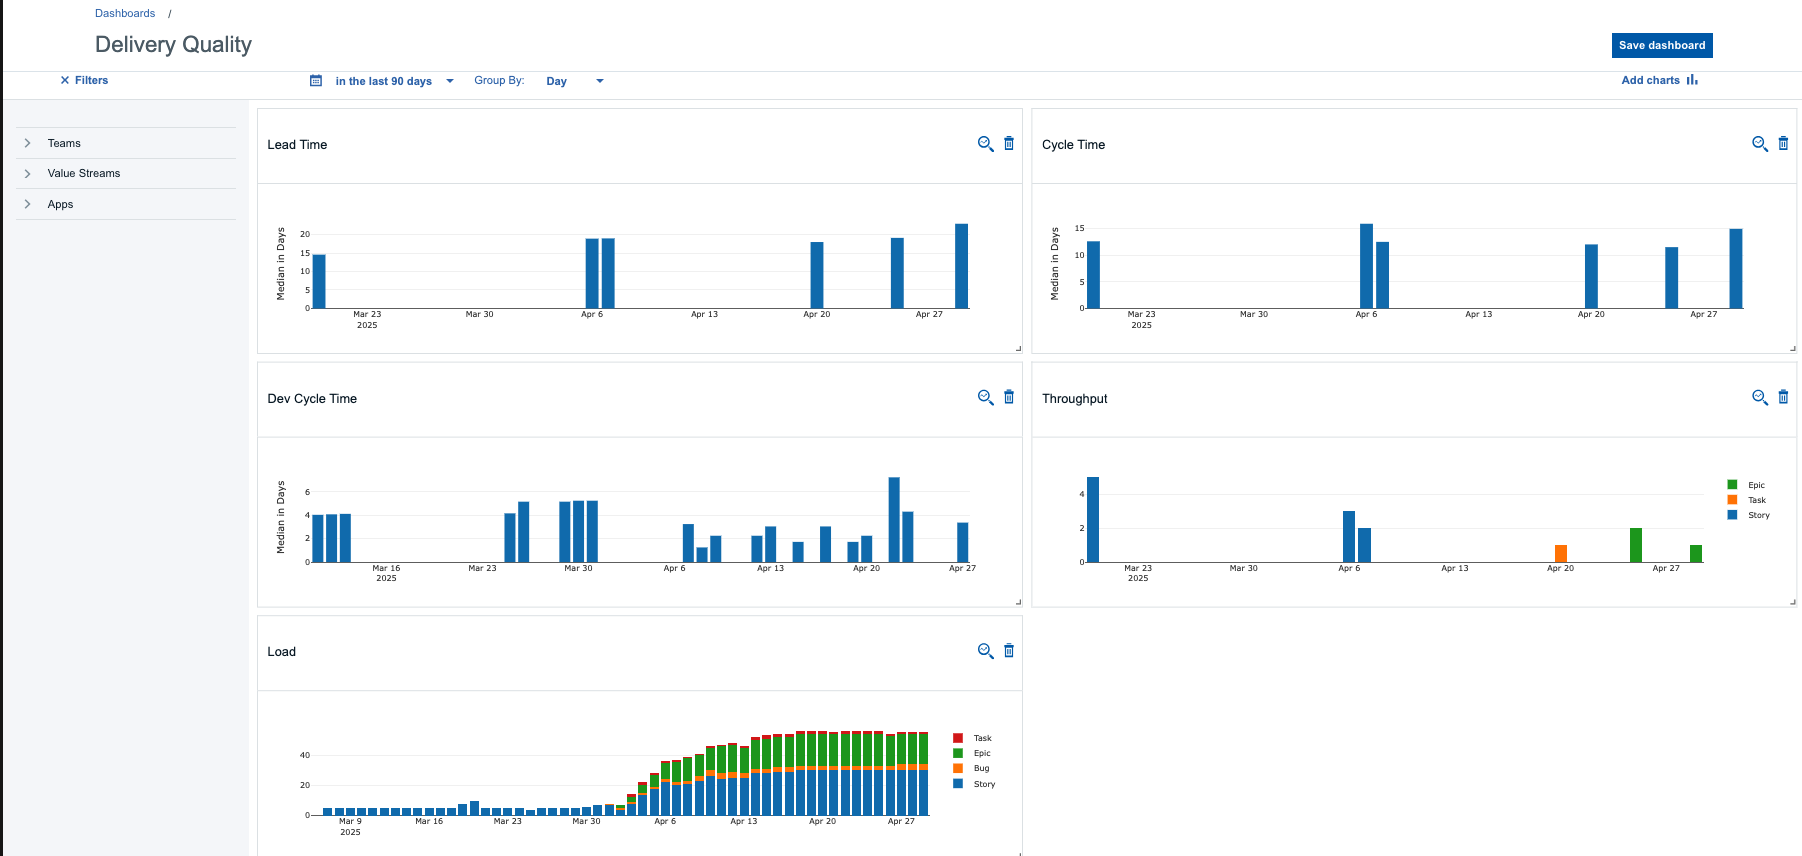 Dashboards /
Delivery Quality
Save dashboard
Filters
in the last 90 days
Group By:
Day
Add charts
Teams
Value Streams
Apps
Lead Time
Median in Days
20
15
10
5
0
Mar 23 Mar 30 Apr 6 Apr 13 Apr 20 Apr 27
2025
Cycle Time
Median in Days
15
10
5
0
Mar 23 Mar 30 Apr 6 Apr 13 Apr 20 Apr 27
2025
Dev Cycle Time
Median in Days
6
4
2
0
Mar 16 Mar 23 Mar 30 Apr 6 Apr 13 Apr 20 Apr 27
2025
Throughput
4
2
0
Mar 23 Mar 30 Apr 6 Apr 13 Apr 20 Apr 27
2025
Epic
Task
Story
Load
40
20
0
Mar 9 Mar 16 Mar 23 Mar 30 Apr 6 Apr 13 Apr 20 Apr 27
2025
Task
Epic
Bug
Story